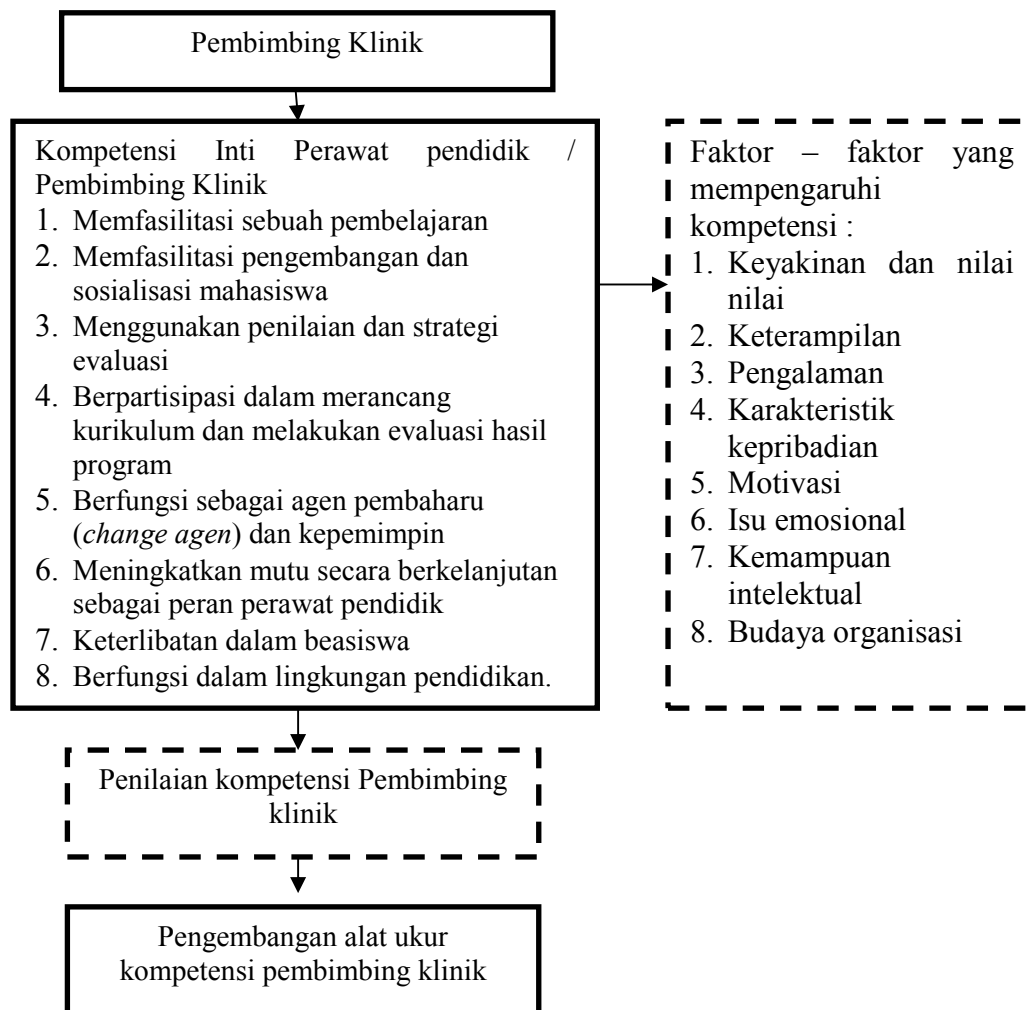 Pembimbing Klinik
Kompetensi Inti Perawat pendidik /
Pembimbing Klinik
1. Memfasilitasi sebuah pembelajaran
2. Memfasilitasi pengembangan dan
sosialisasi mahasiswa
3. Menggunakan penilaian dan strategi
evaluasi
4. Berpartisipasi dalam merancang
kurikulum dan melakukan evaluasi hasil
program
5. Berfungsi sebagai agen pembaharu
(change agen) dan kepemimpin
6. Meningkatkan mutu secara berkelanjutan
sebagai peran perawat pendidik
7. Keterlibatan dalam beasiswa
8. Berfungsi dalam lingkungan pendidikan.
Faktor – faktor yang
mempengaruhi
kompetensi :
1. Keyakinan dan nilai
nilai
2. Keterampilan
3. Pengalaman
4. Karakteristik
kepribadian
5. Motivasi
6. Isu emosional
7. Kemampuan
intelektual
8. Budaya organisasi
Penilaian kompetensi Pembimbing
klinik
Pengembangan alat ukur
kompetensi pembimbing klinik